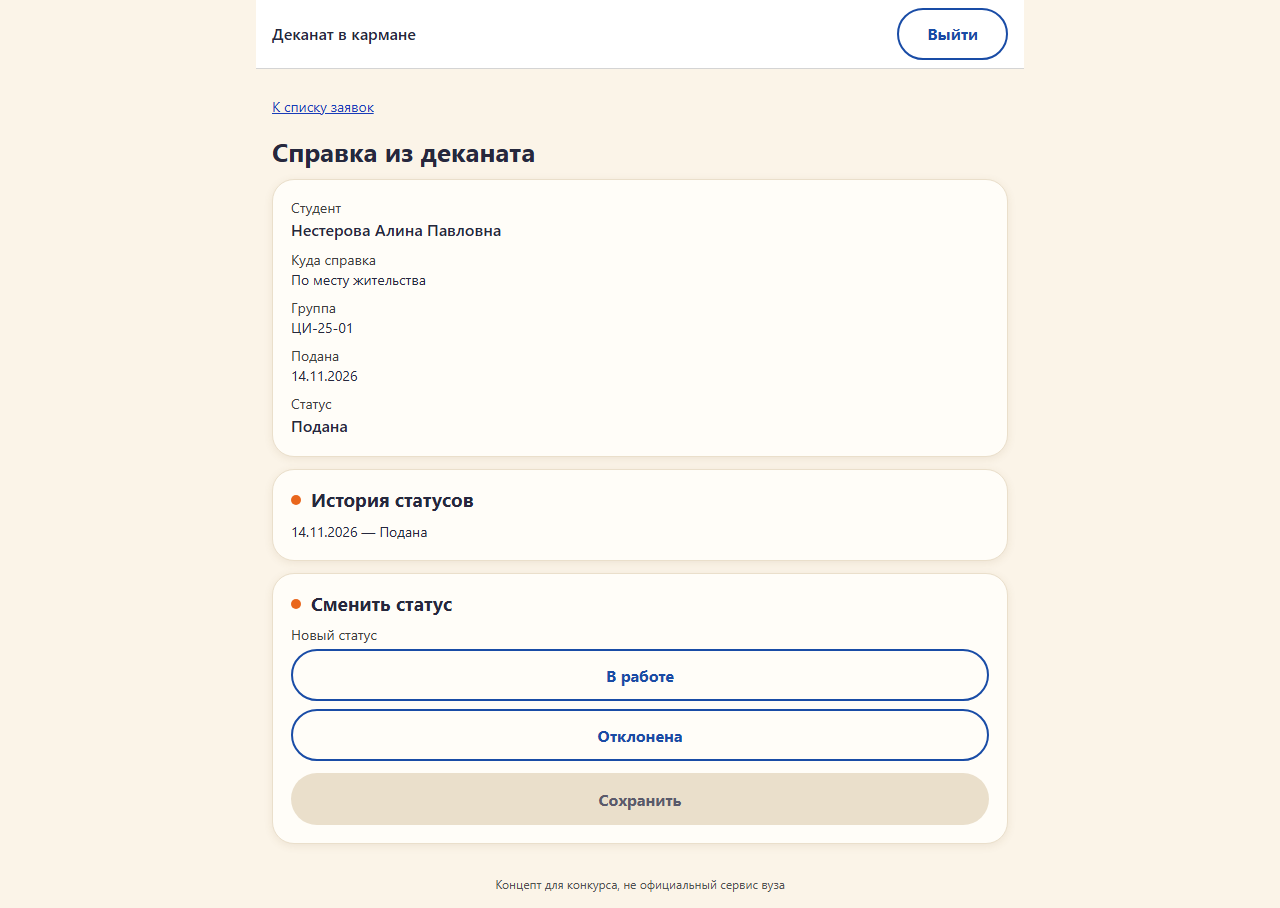 Деканат в кармане
Выйти
К списку заявок
Справка из деканата
Студент
Нестерова Алина Павловна
Куда справка
По месту жительства
Группа
ЦИ-25-01
Подана
14.11.2026
Статус
Подана
История статусов
14.11.2026 — Подана
Сменить статус
Новый статус
В работе
Отклонена
Сохранить
Концепт для конкурса, не официальный сервис вуза